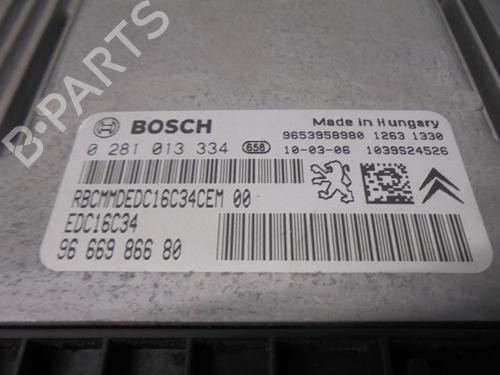 B-PARTS
BOSCH
Made in Hungary
0 281 013 334 658
9653958980 1263 1330
10-03-06 1039S24526
RBCMMDEDC16C34CEM 00
EDC16C34
96 669 866 80